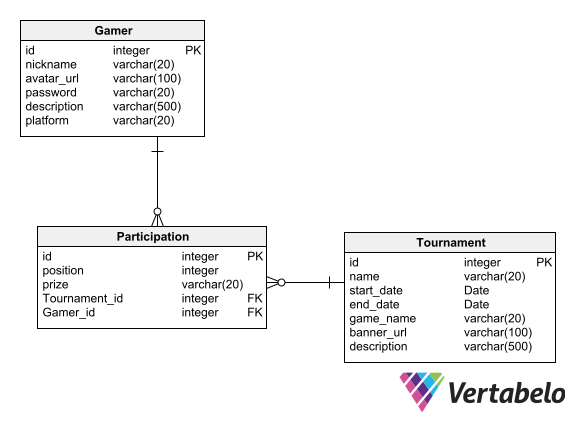 Gamer
id integer PK
nickname varchar(20)
avatar_url varchar(100)
password varchar(20)
description varchar(500)
platform varchar(20)
Participation
id integer PK
position integer
prize varchar(20)
Tournament_id integer FK
Gamer_id integer FK
Tournament
id integer PK
name varchar(20)
start_date Date
end_date Date
game_name varchar(20)
banner_url varchar(100)
description varchar(500)
Vertabelo